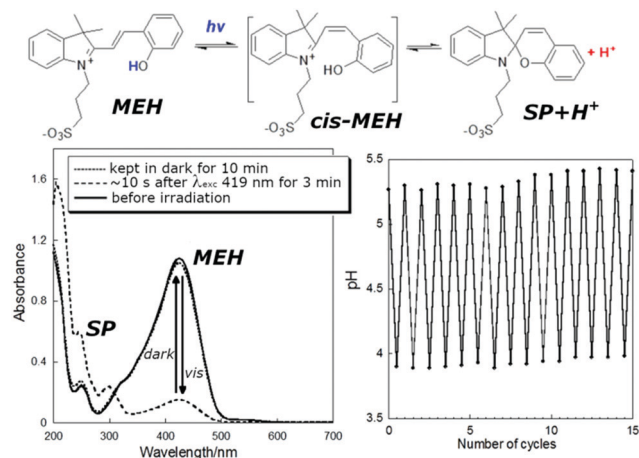 hv
HO
N
+
-O3S
MEH
HO
N
+
-O3S
cis-MEH
N
O
+ H+
-O3S
SP+H+
kept in dark for 10 min
~10 s after λexc 419 nm for 3 min
before irradiation
MEH
SP
dark
vis
Absorbance
1.6
1.2
0.8
0.4
0
200 300 400 500 600 700
Wavelength/nm
pH
5.5
5
4.5
4
3.5
0 5 10 15
Number of cycles